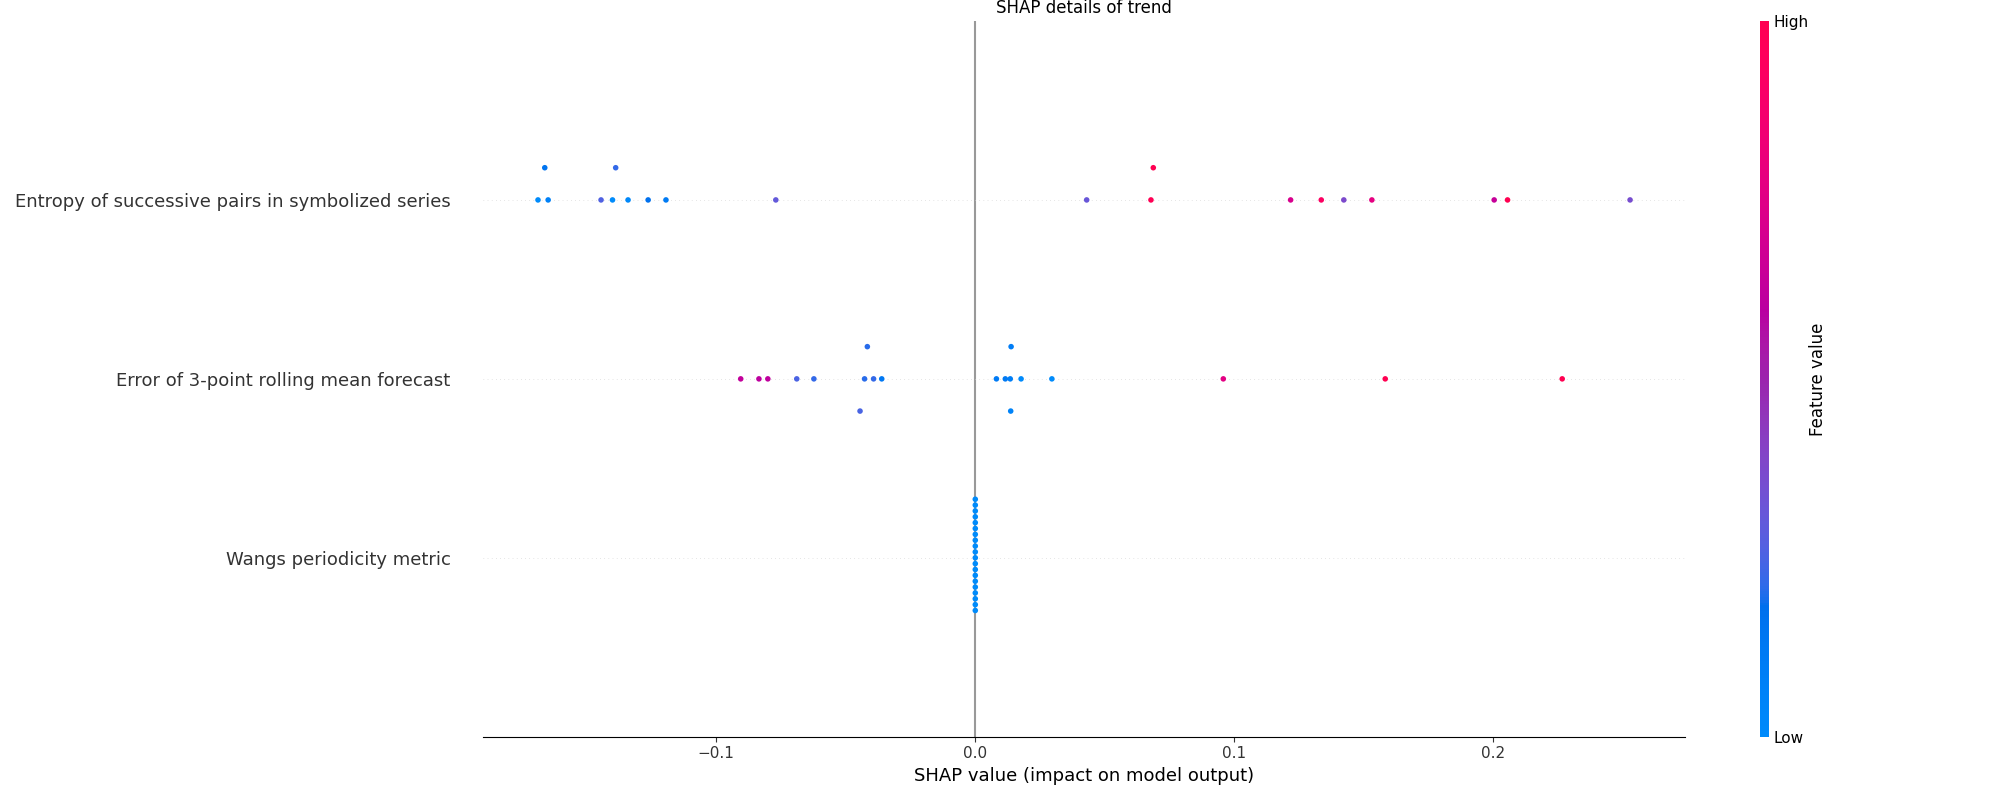 SHAP details of trend
High
Entropy of successive pairs in symbolized series
Error of 3-point rolling mean forecast
Feature value
Wangs periodicity metric
Low
−0.1
0.0
0.1
0.2
SHAP value (impact on model output)